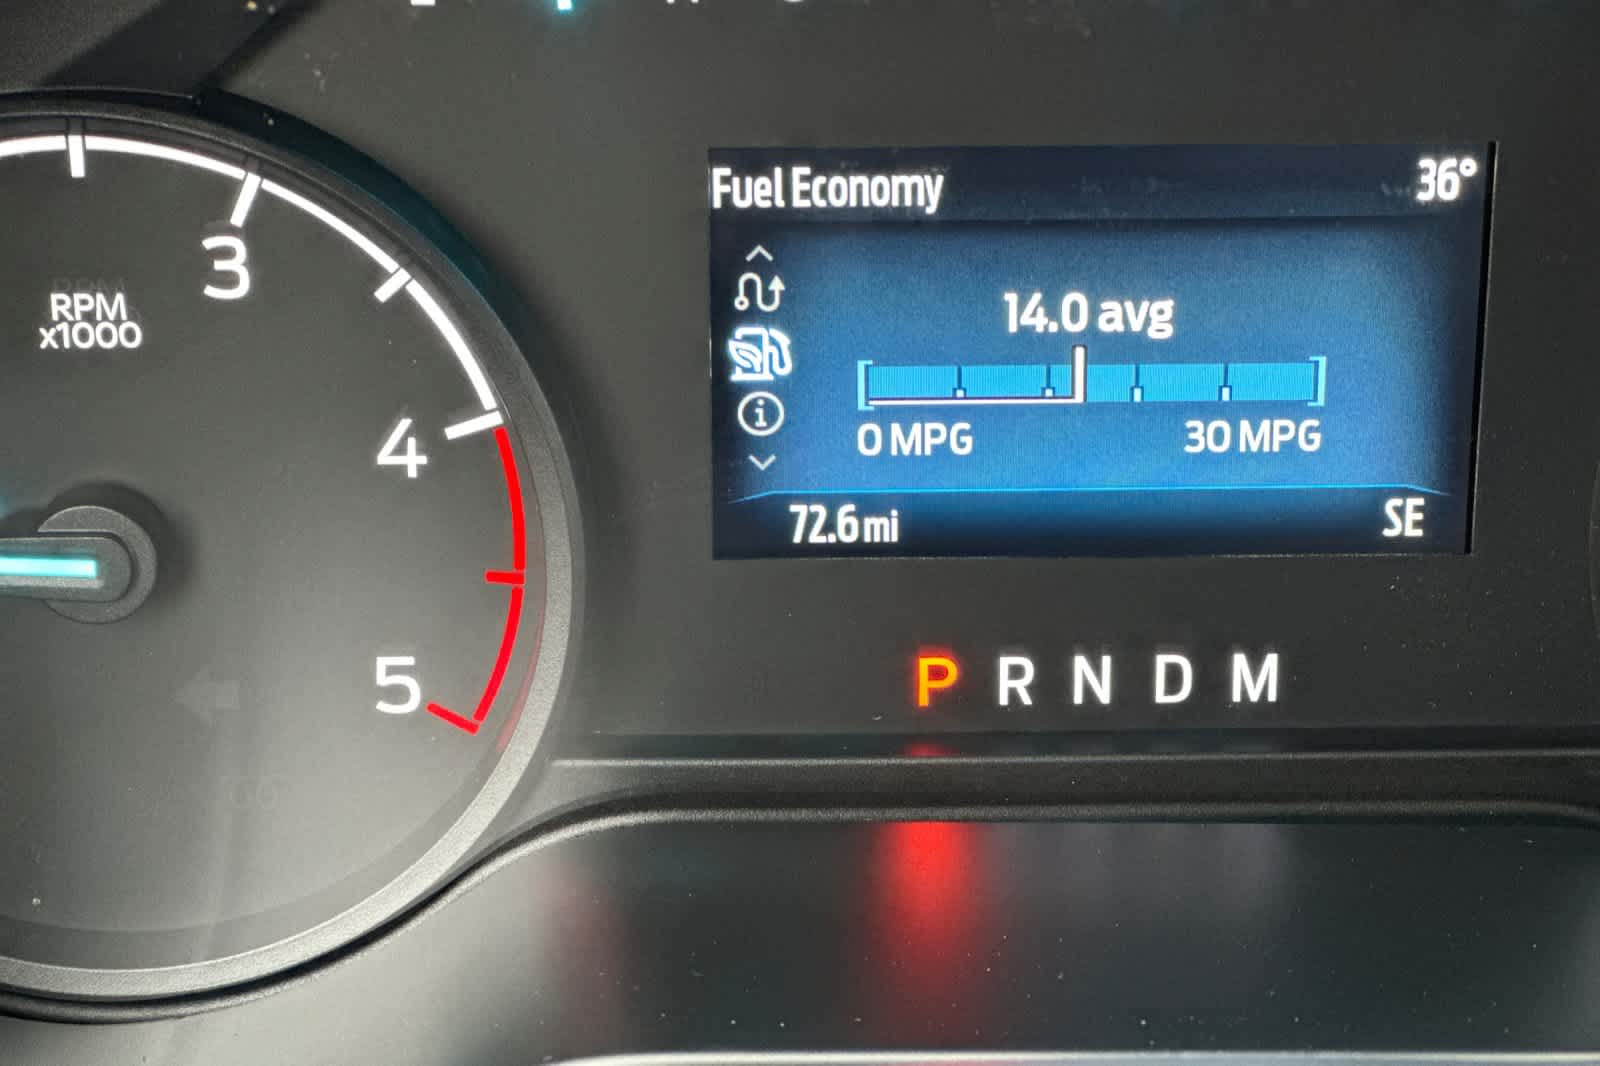 Fuel Economy 36°
3
RPM
x1000
14.0 avg
4
0 MPG 30 MPG
72.6 mi SE
5
P R N D M